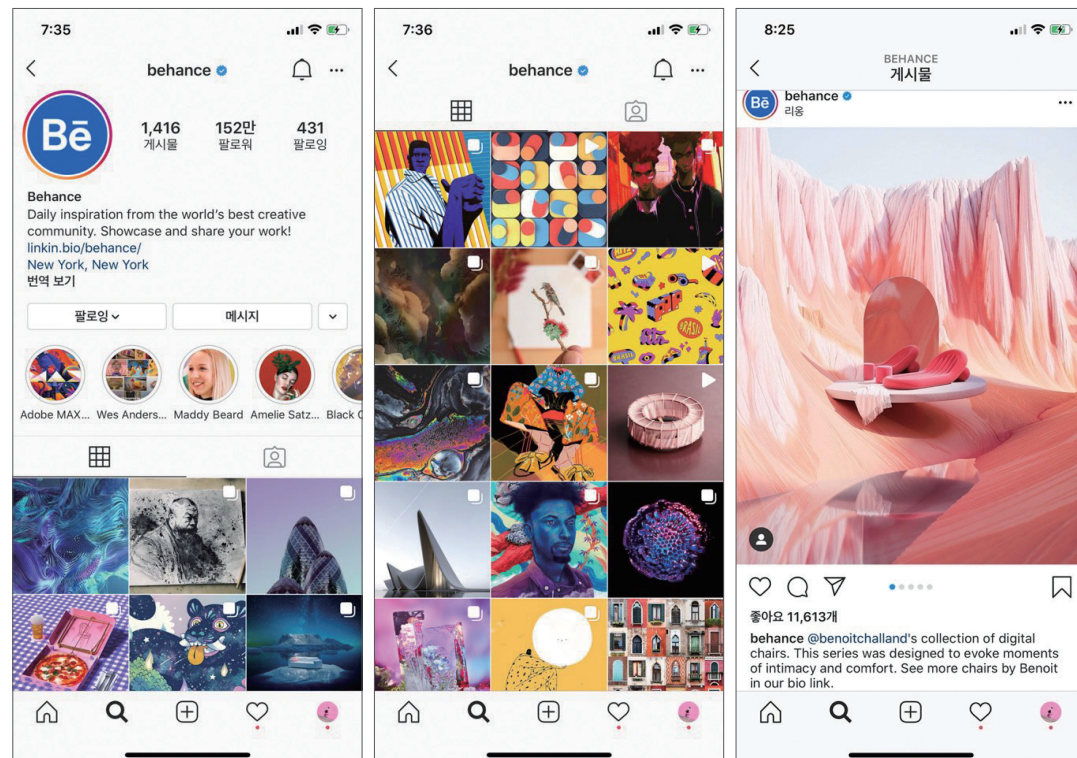 7:35
behance
Bē
1,416
게시물
152만
팔로워
431
팔로잉
Behance
Daily inspiration from the world's best creative
community. Showcase and share your work!
linkin.bio/behance/
New York, New York
번역 보기
팔로잉
메시지
Adobe MAX...
Wes Anders...
Maddy Beard
Amelie Satz...
Black
7:36
behance
BRASIL
BRASIL
8:25
BEHANCE
게시물
Bē
behance
리옹
좋아요 11,613개
behance @benoitchalland's collection of digital
chairs. This series was designed to evoke moments
of intimacy and comfort. See more chairs by Benoit
in our bio link.